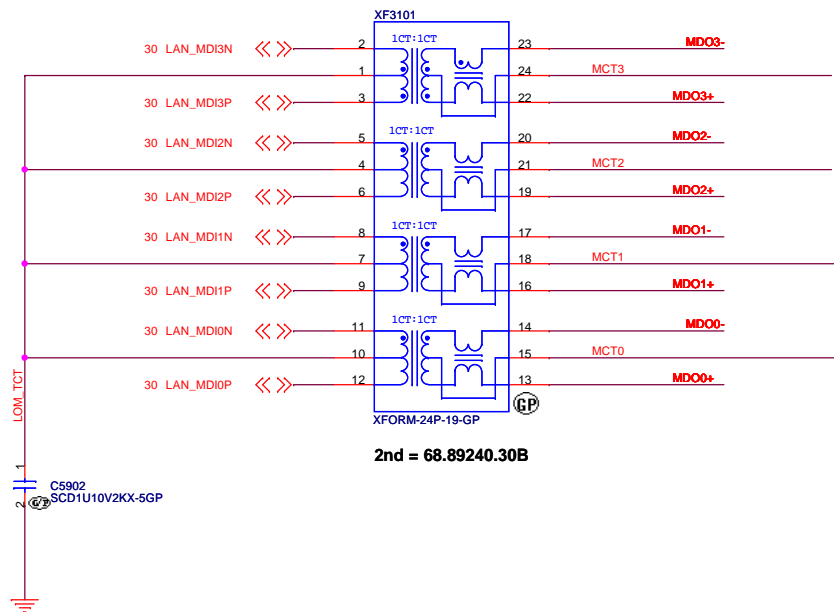 XF3101
1CT:1CT
30 LAN_MDI3N 2 23 MDO3-
1 24 MCT3
30 LAN_MDI3P 3 22 MDO3+
1CT:1CT
30 LAN_MDI2N 5 20 MDO2-
4 21 MCT2
30 LAN_MDI2P 6 19 MDO2+
1CT:1CT
30 LAN_MDI1N 8 17 MDO1-
7 18 MCT1
30 LAN_MDI1P 9 16 MDO1+
1CT:1CT
30 LAN_MDI0N 11 14 MDO0-
10 15 MCT0
30 LAN_MDI0P 12 13 MDO0+
GP
XFORM-24P-19-GP
2nd = 68.89240.30B
LOM_TCT
1
C5902
SCD1U10V2KX-5GP
2